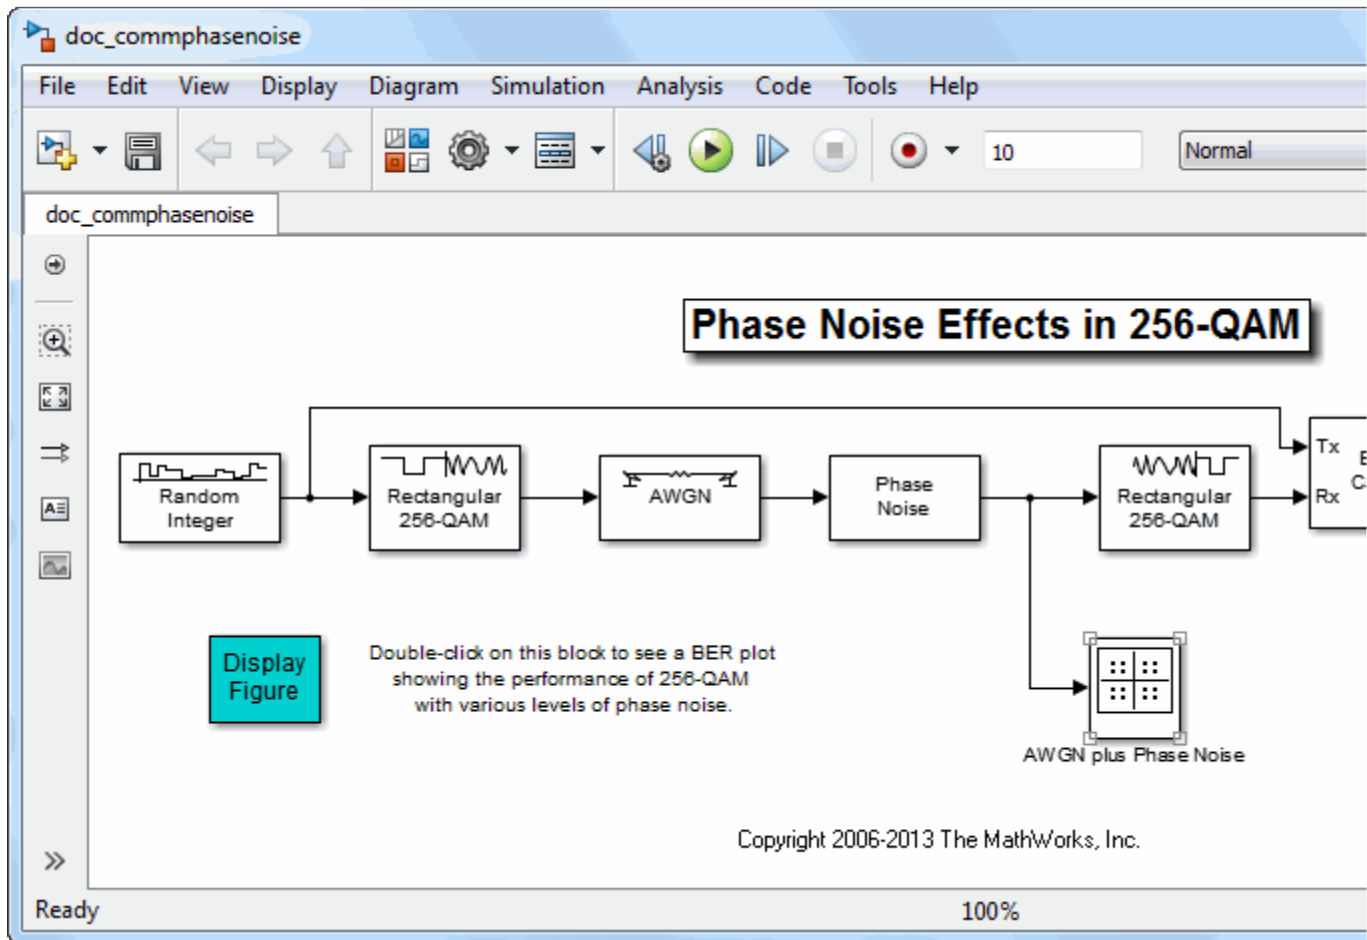 doc_commphasenoise
File Edit View Display Diagram Simulation Analysis Code Tools Help
10 Normal
doc_commphasenoise
Phase Noise Effects in 256-QAM
Random
Integer
Rectangular
256-QAM
AWGN
Phase
Noise
Rectangular
256-QAM
Tx
Rx
Display
Figure
Double-click on this block to see a BER plot
showing the performance of 256-QAM
with various levels of phase noise.
AWGN plus Phase Noise
Copyright 2006-2013 The MathWorks, Inc.
Ready 100%